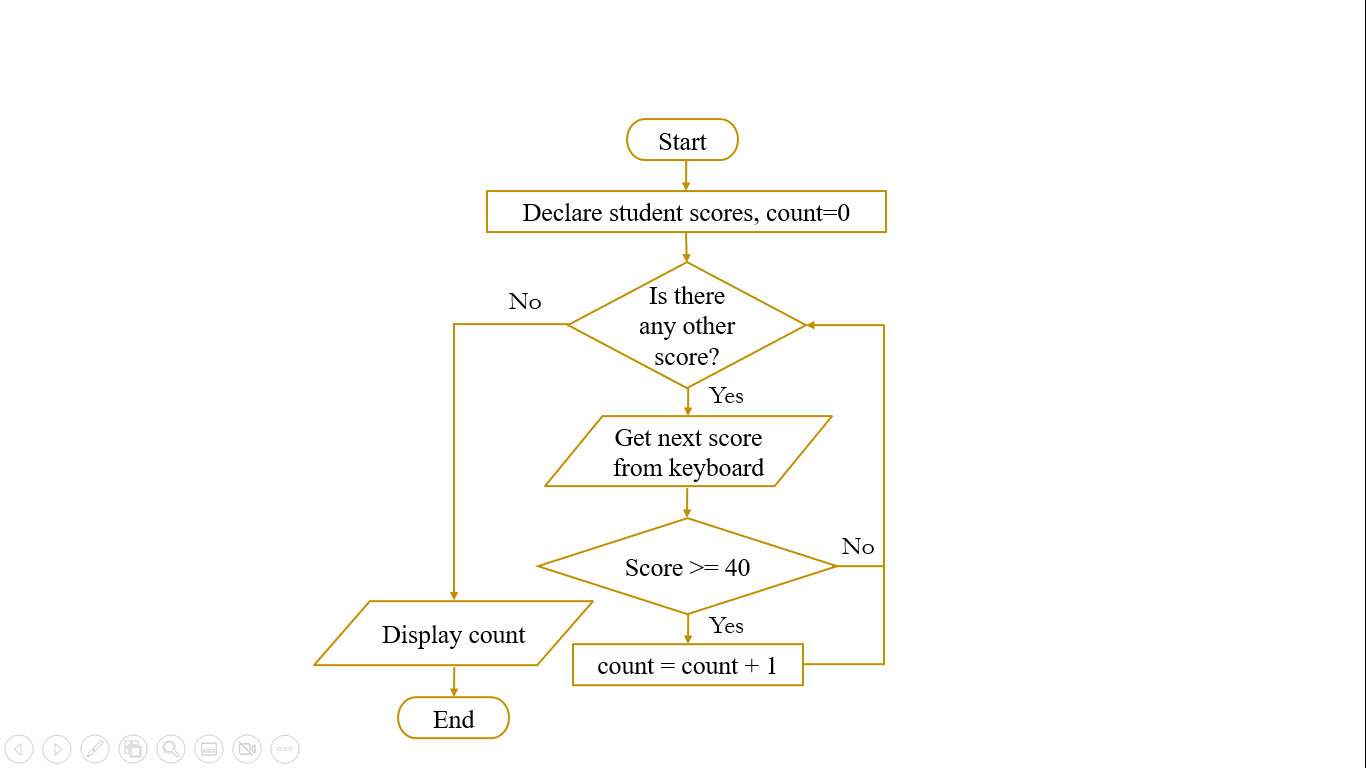 Start
Declare student scores, count=0
Is there
any other
score?
No
Yes
Get next score
from keyboard
Score >= 40
No
Yes
count = count + 1
Display count
End